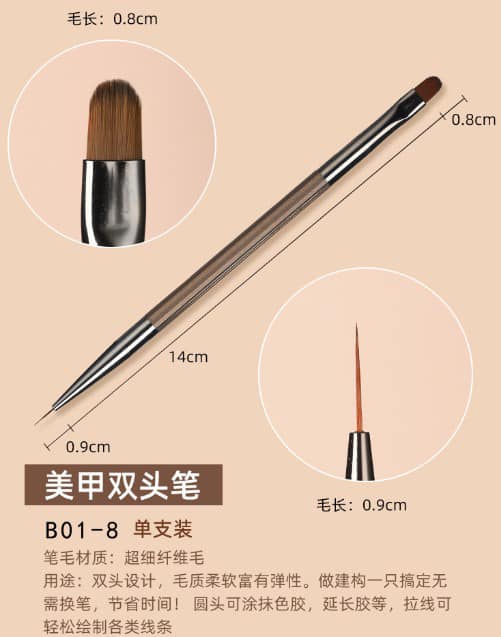 毛长：0.8cm
0.8cm
14cm
0.9cm
毛长：0.9cm
美甲双头笔
B01-8 单支装
笔毛材质：超细纤维毛
用途：双头设计，毛质柔软富有弹性。做建构一只搞定无
需换笔，节省时间！ 圆头可涂抹色胶，延长胶等，拉线可
轻松绘制各类线条